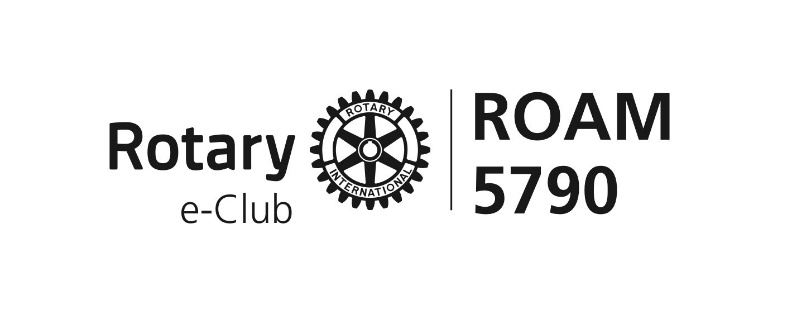 Rotary
e-Club
ROTARY
INTERNATIONAL
ROAM
5790